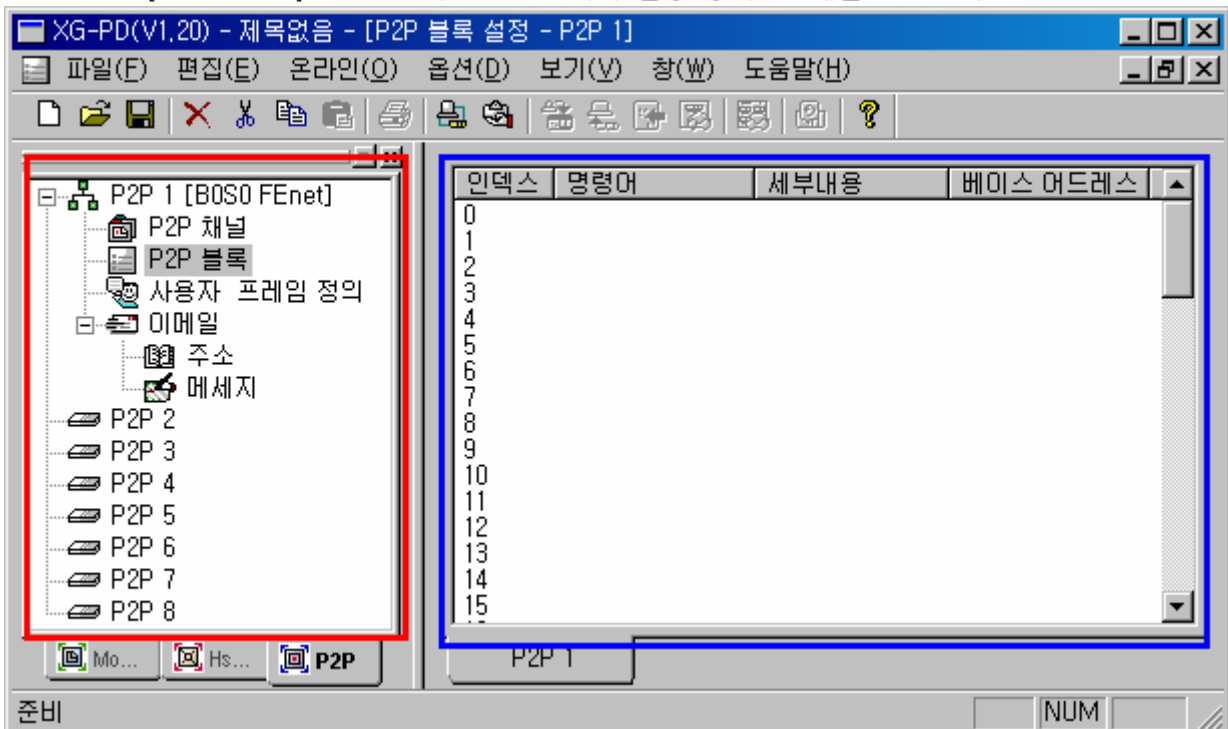 XG-PD(V1,20) - 제목없음 - [P2P 블록 설정 - P2P 1]
파일(F) 편집(E) 온라인(O) 옵션(D) 보기(V) 창(W) 도움말(H)
P2P 1 [B0S0 FEnet]
P2P 채널
P2P 블록
사용자 프레임 정의
이메일
주소
메세지
P2P 2
P2P 3
P2P 4
P2P 5
P2P 6
P2P 7
P2P 8
Mo... Hs... P2P
인덱스 명령어 세부내용 베이스 어드레스
0
1
2
3
4
5
6
7
8
9
10
11
12
13
14
15
P2P 1
준비
NUM